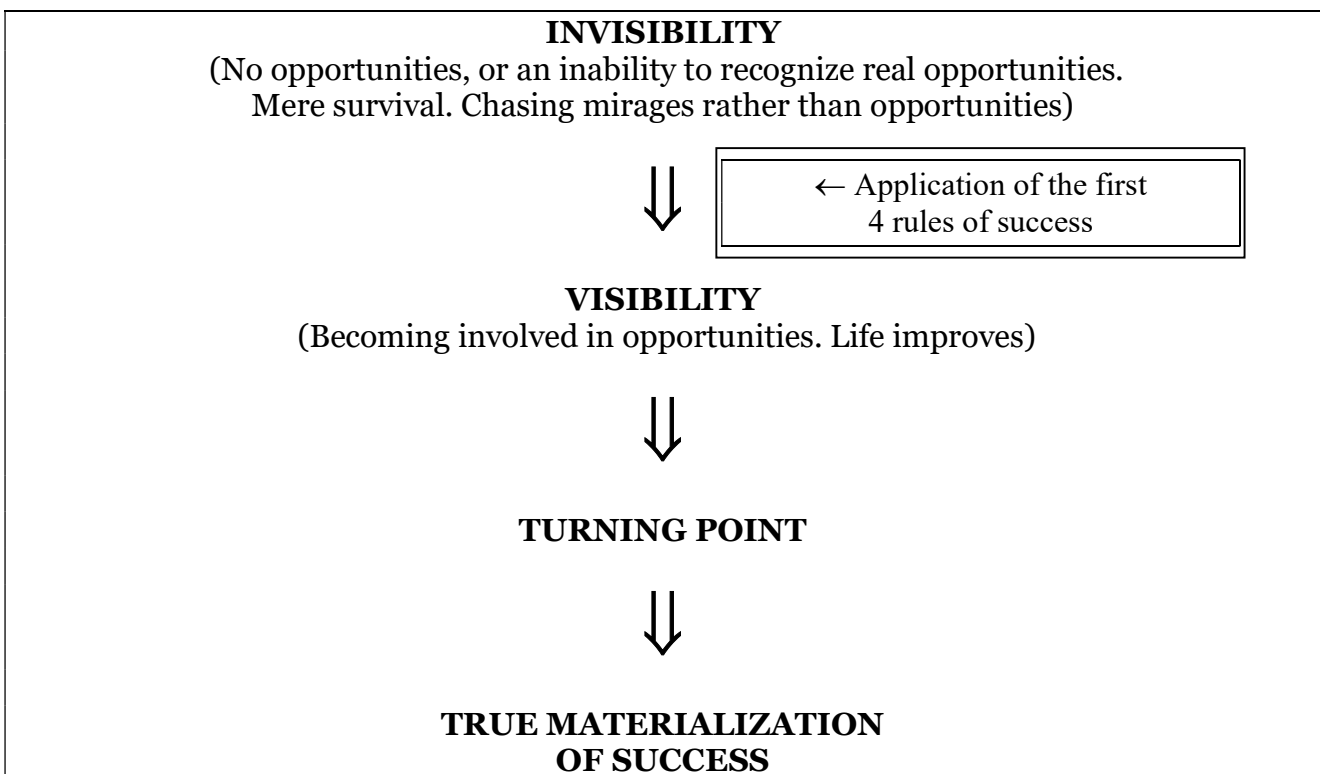 INVISIBILITY
(No opportunities, or an inability to recognize real opportunities.
Mere survival. Chasing mirages rather than opportunities)
← Application of the first
4 rules of success
VISIBILITY
(Becoming involved in opportunities. Life improves)
TURNING POINT
TRUE MATERIALIZATION
OF SUCCESS